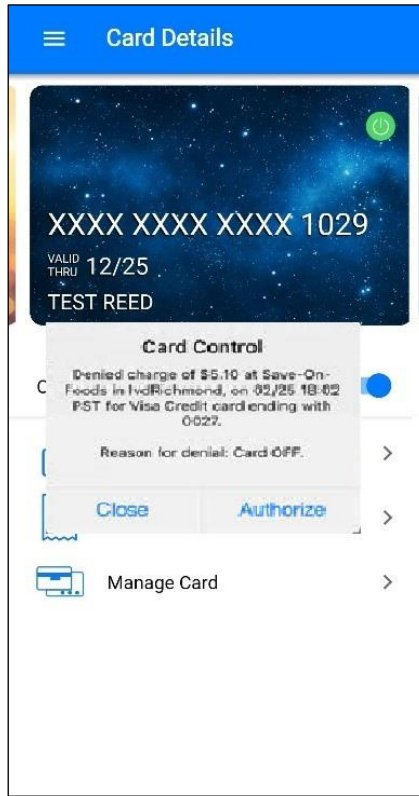 Card Details
XXXX XXXX XXXX 1029
VALID
THRU 12/25
TEST REED
Card Control
Denied charge of $5.10 at Save-On-
Foods in Richmond, on 02/25 18:02
PST for Visa Credit card ending with
0027.
Reason for denial: Card OFF.
Close Authorize
Manage Card